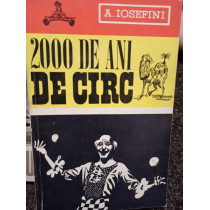 A. IOSEFINI
2000 DE ANI
DE CIRC